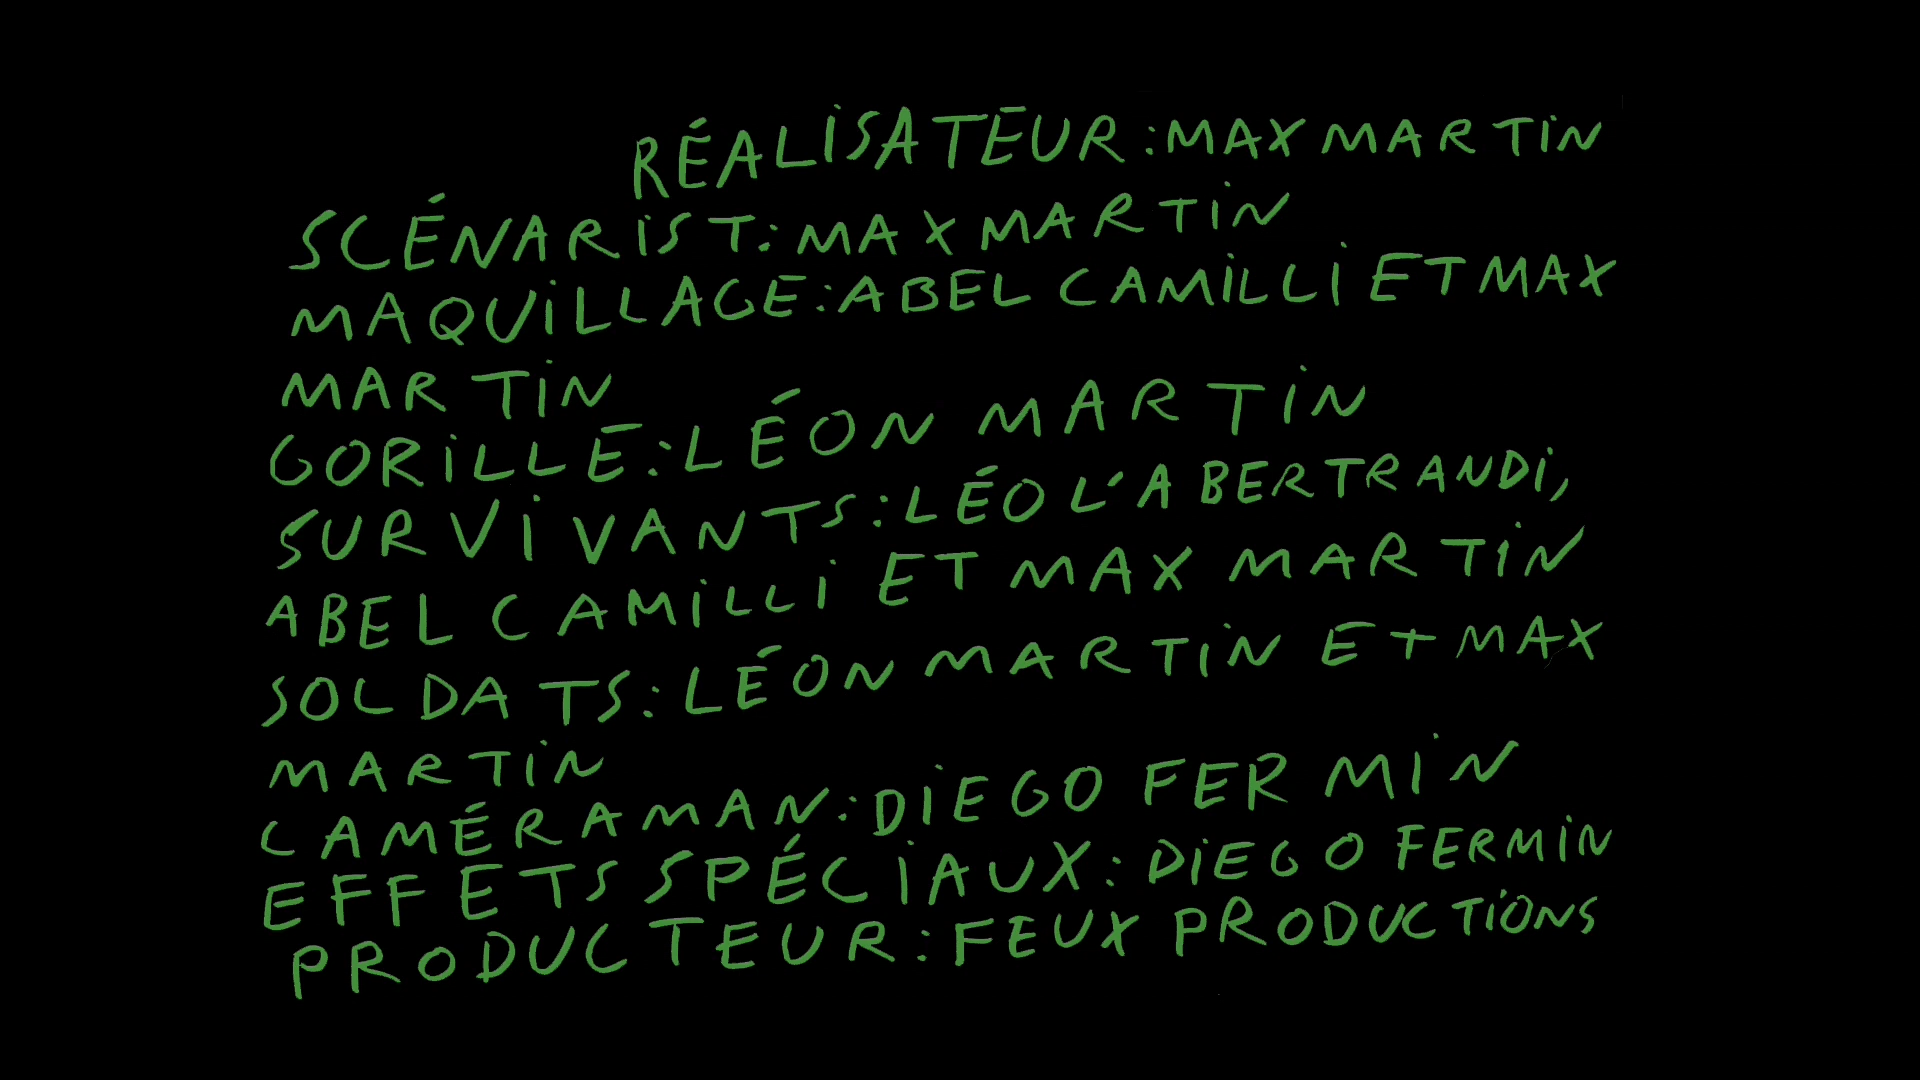 RÉALISATEUR:MAX MARTIN
SCÉNARIST:MAX MARTIN
MAQUILLAGE:ABEL CAMILLI ET MAX
MARTIN
GORILLE:LÉON MARTIN
SURVIVANTS:LÉO L'ABERTRANDI,
ABEL CAMILLI ET MAX MARTIN
SOLDATS:LÉON MARTIN ET MAX
MARTIN
CAMÉRAMAN:DIEGO FERMIN
EFFETS SPÉCIAUX:DIEGO FERMIN
PRODUCTEUR:FEUX PRODUCTIONS